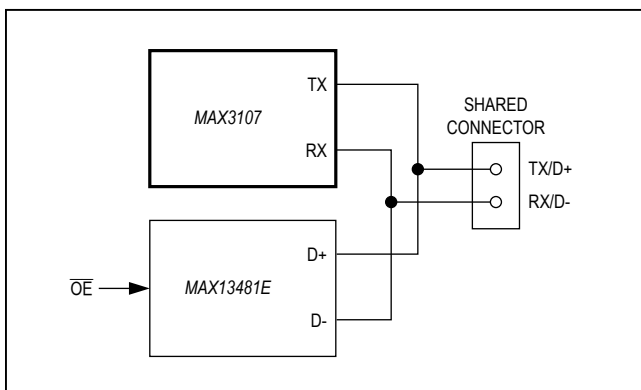 TX
MAX3107
RX
SHARED
CONNECTOR
TX/D+
RX/D-
D+
OE
MAX13481E
D-